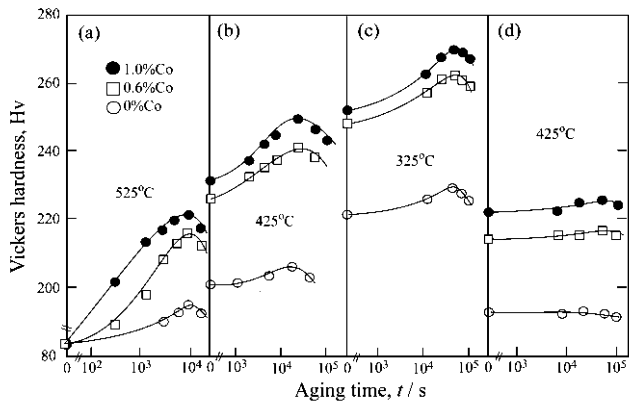 (a)
(b)
(c)
(d)
1.0%Co
0.6%Co
0%Co
525°C
425°C
325°C
425°C
Vickers hardness, Hv
280
260
240
220
200
180
80
0 10² 10³ 10⁴ 0 10² 10³ 10⁴ 10⁵ 0 10³ 10⁴ 10⁵ 0 10³ 10⁴ 10⁵
Aging time, t / s